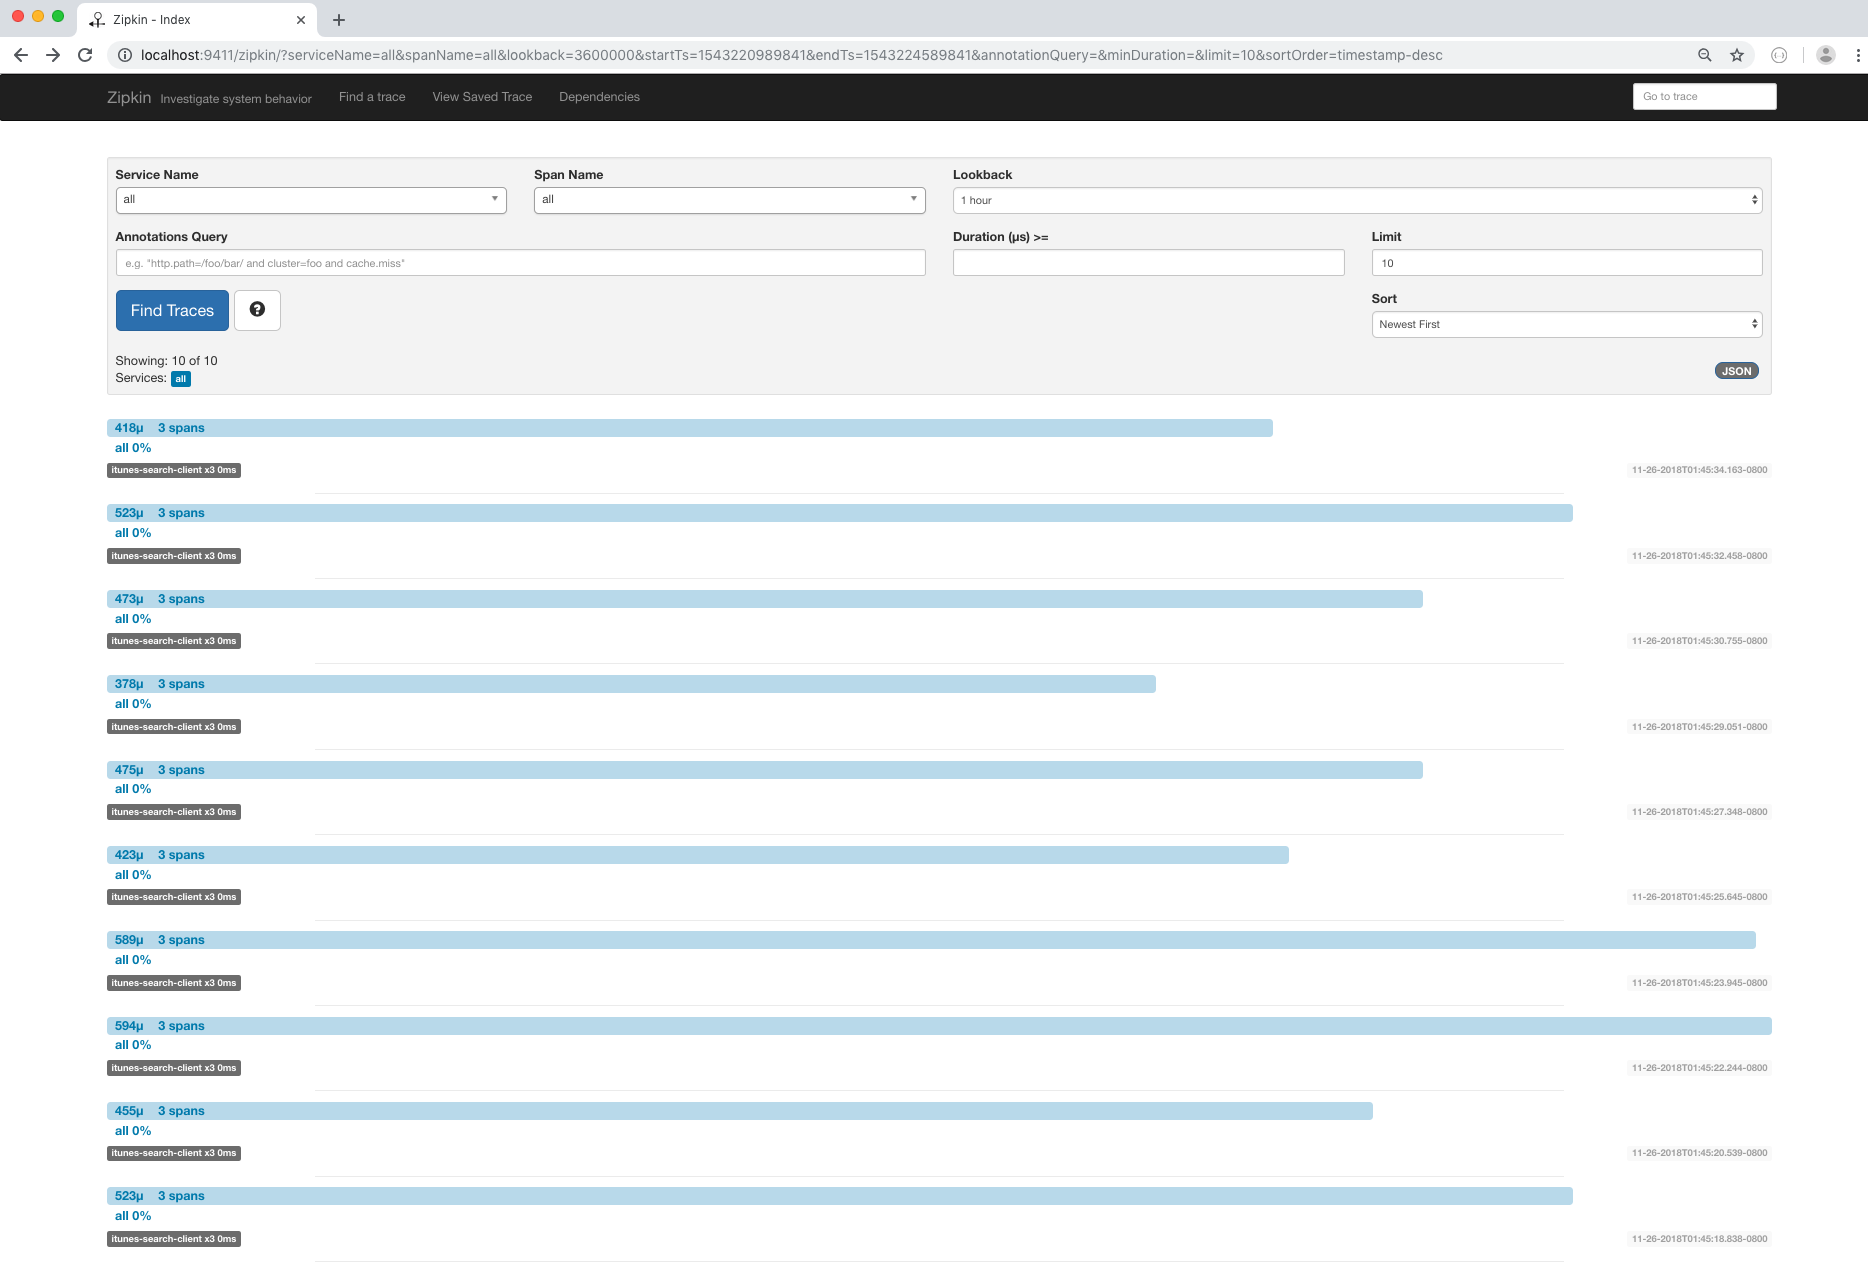 Zipkin - Index
localhost:9411/zipkin/?serviceName=all&spanName=all&lookback=3600000&startTs=1543220989841&endTs=1543224589841&annotationQuery=&minDuration=&limit=10&sortOrder=timestamp-desc
Zipkin Investigate system behavior Find a trace View Saved Trace Dependencies Go to trace
Service Name Span Name Lookback
all all 1 hour
Annotations Query Duration (μs) >= Limit
e.g. "http.path=/foo/bar/ and cluster=foo and cache.miss" 10
Find Traces ? Sort
Newest First
Showing: 10 of 10
Services: all JSON
418μ 3 spans
all 0%
itunes-search-client x3 0ms 11-26-2018T01:45:34.163-0800
523μ 3 spans
all 0%
itunes-search-client x3 0ms 11-26-2018T01:45:32.458-0800
473μ 3 spans
all 0%
itunes-search-client x3 0ms 11-26-2018T01:45:30.755-0800
378μ 3 spans
all 0%
itunes-search-client x3 0ms 11-26-2018T01:45:29.051-0800
475μ 3 spans
all 0%
itunes-search-client x3 0ms 11-26-2018T01:45:27.348-0800
423μ 3 spans
all 0%
itunes-search-client x3 0ms 11-26-2018T01:45:25.645-0800
589μ 3 spans
all 0%
itunes-search-client x3 0ms 11-26-2018T01:45:23.945-0800
594μ 3 spans
all 0%
itunes-search-client x3 0ms 11-26-2018T01:45:22.244-0800
455μ 3 spans
all 0%
itunes-search-client x3 0ms 11-26-2018T01:45:20.539-0800
523μ 3 spans
all 0%
itunes-search-client x3 0ms 11-26-2018T01:45:18.838-0800